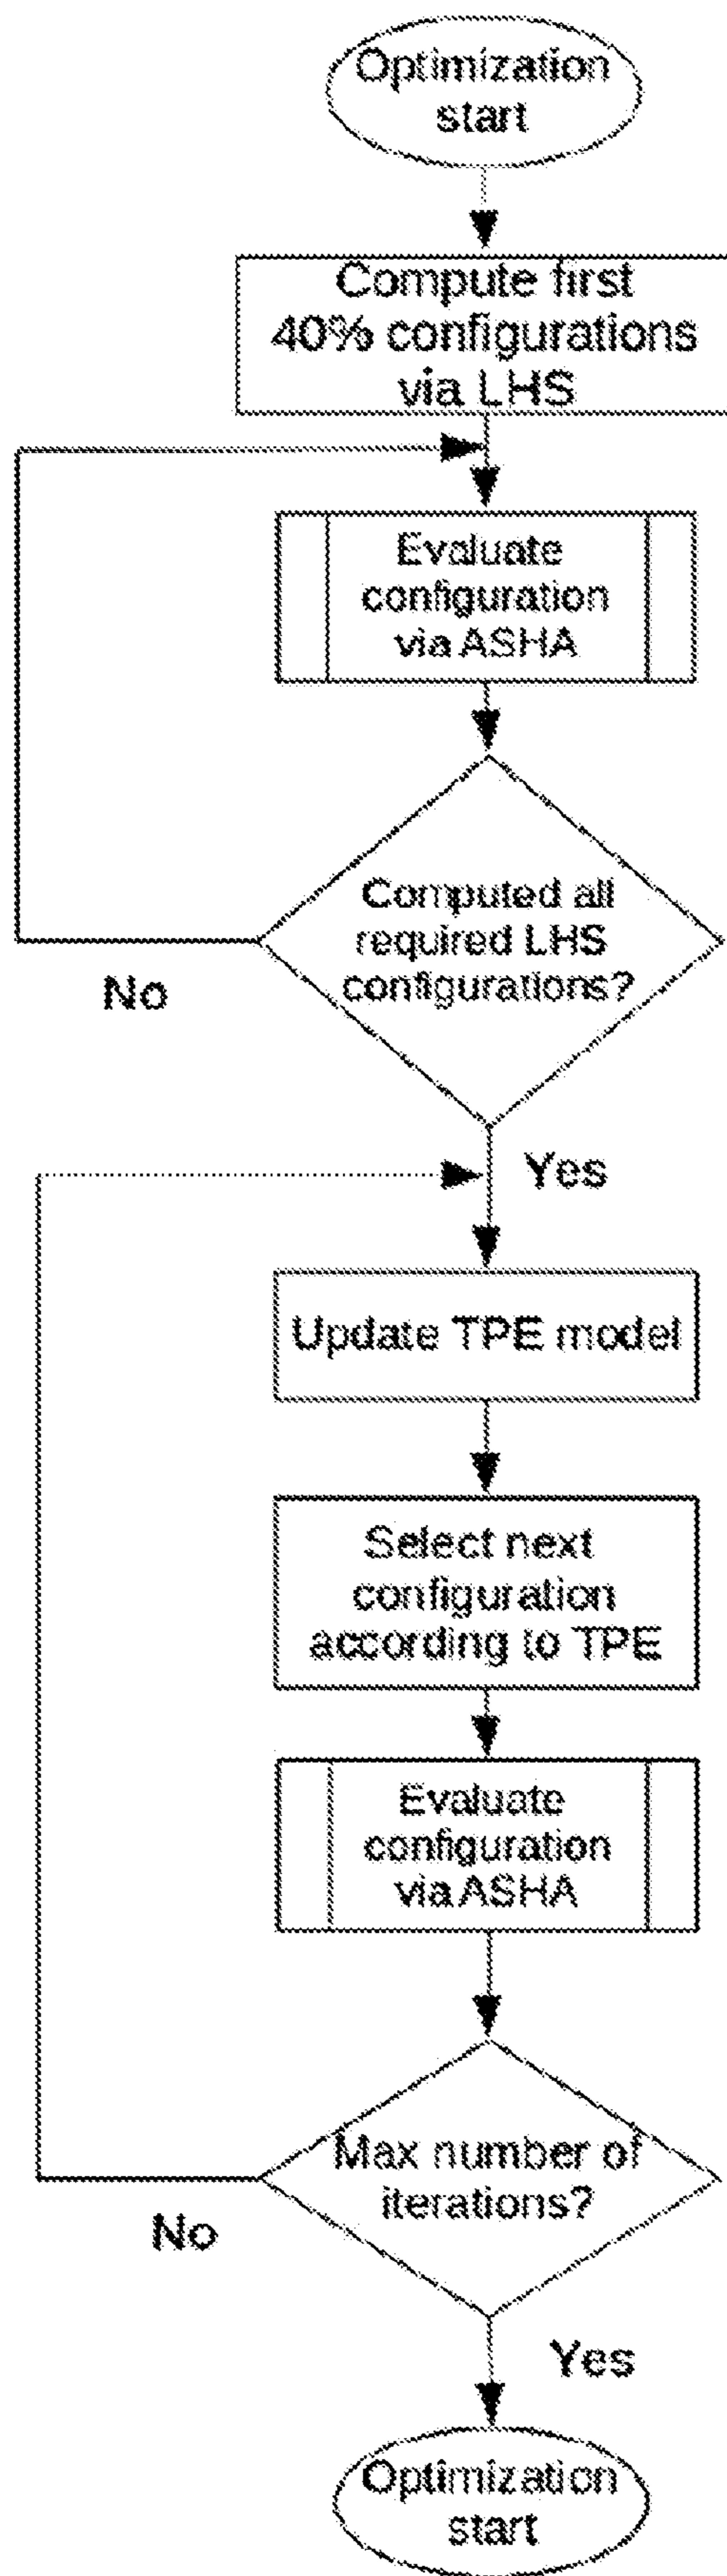 Optimization
start
Compute first
40% configurations
via LHS
Evaluate
configuration
via ASHA
Computed all
required LHS
configurations?
No
Yes
Update TPE model
Select next
configuration
according to TPE
Evaluate
configuration
via ASHA
Max number of
iterations?
No
Yes
Optimization
start